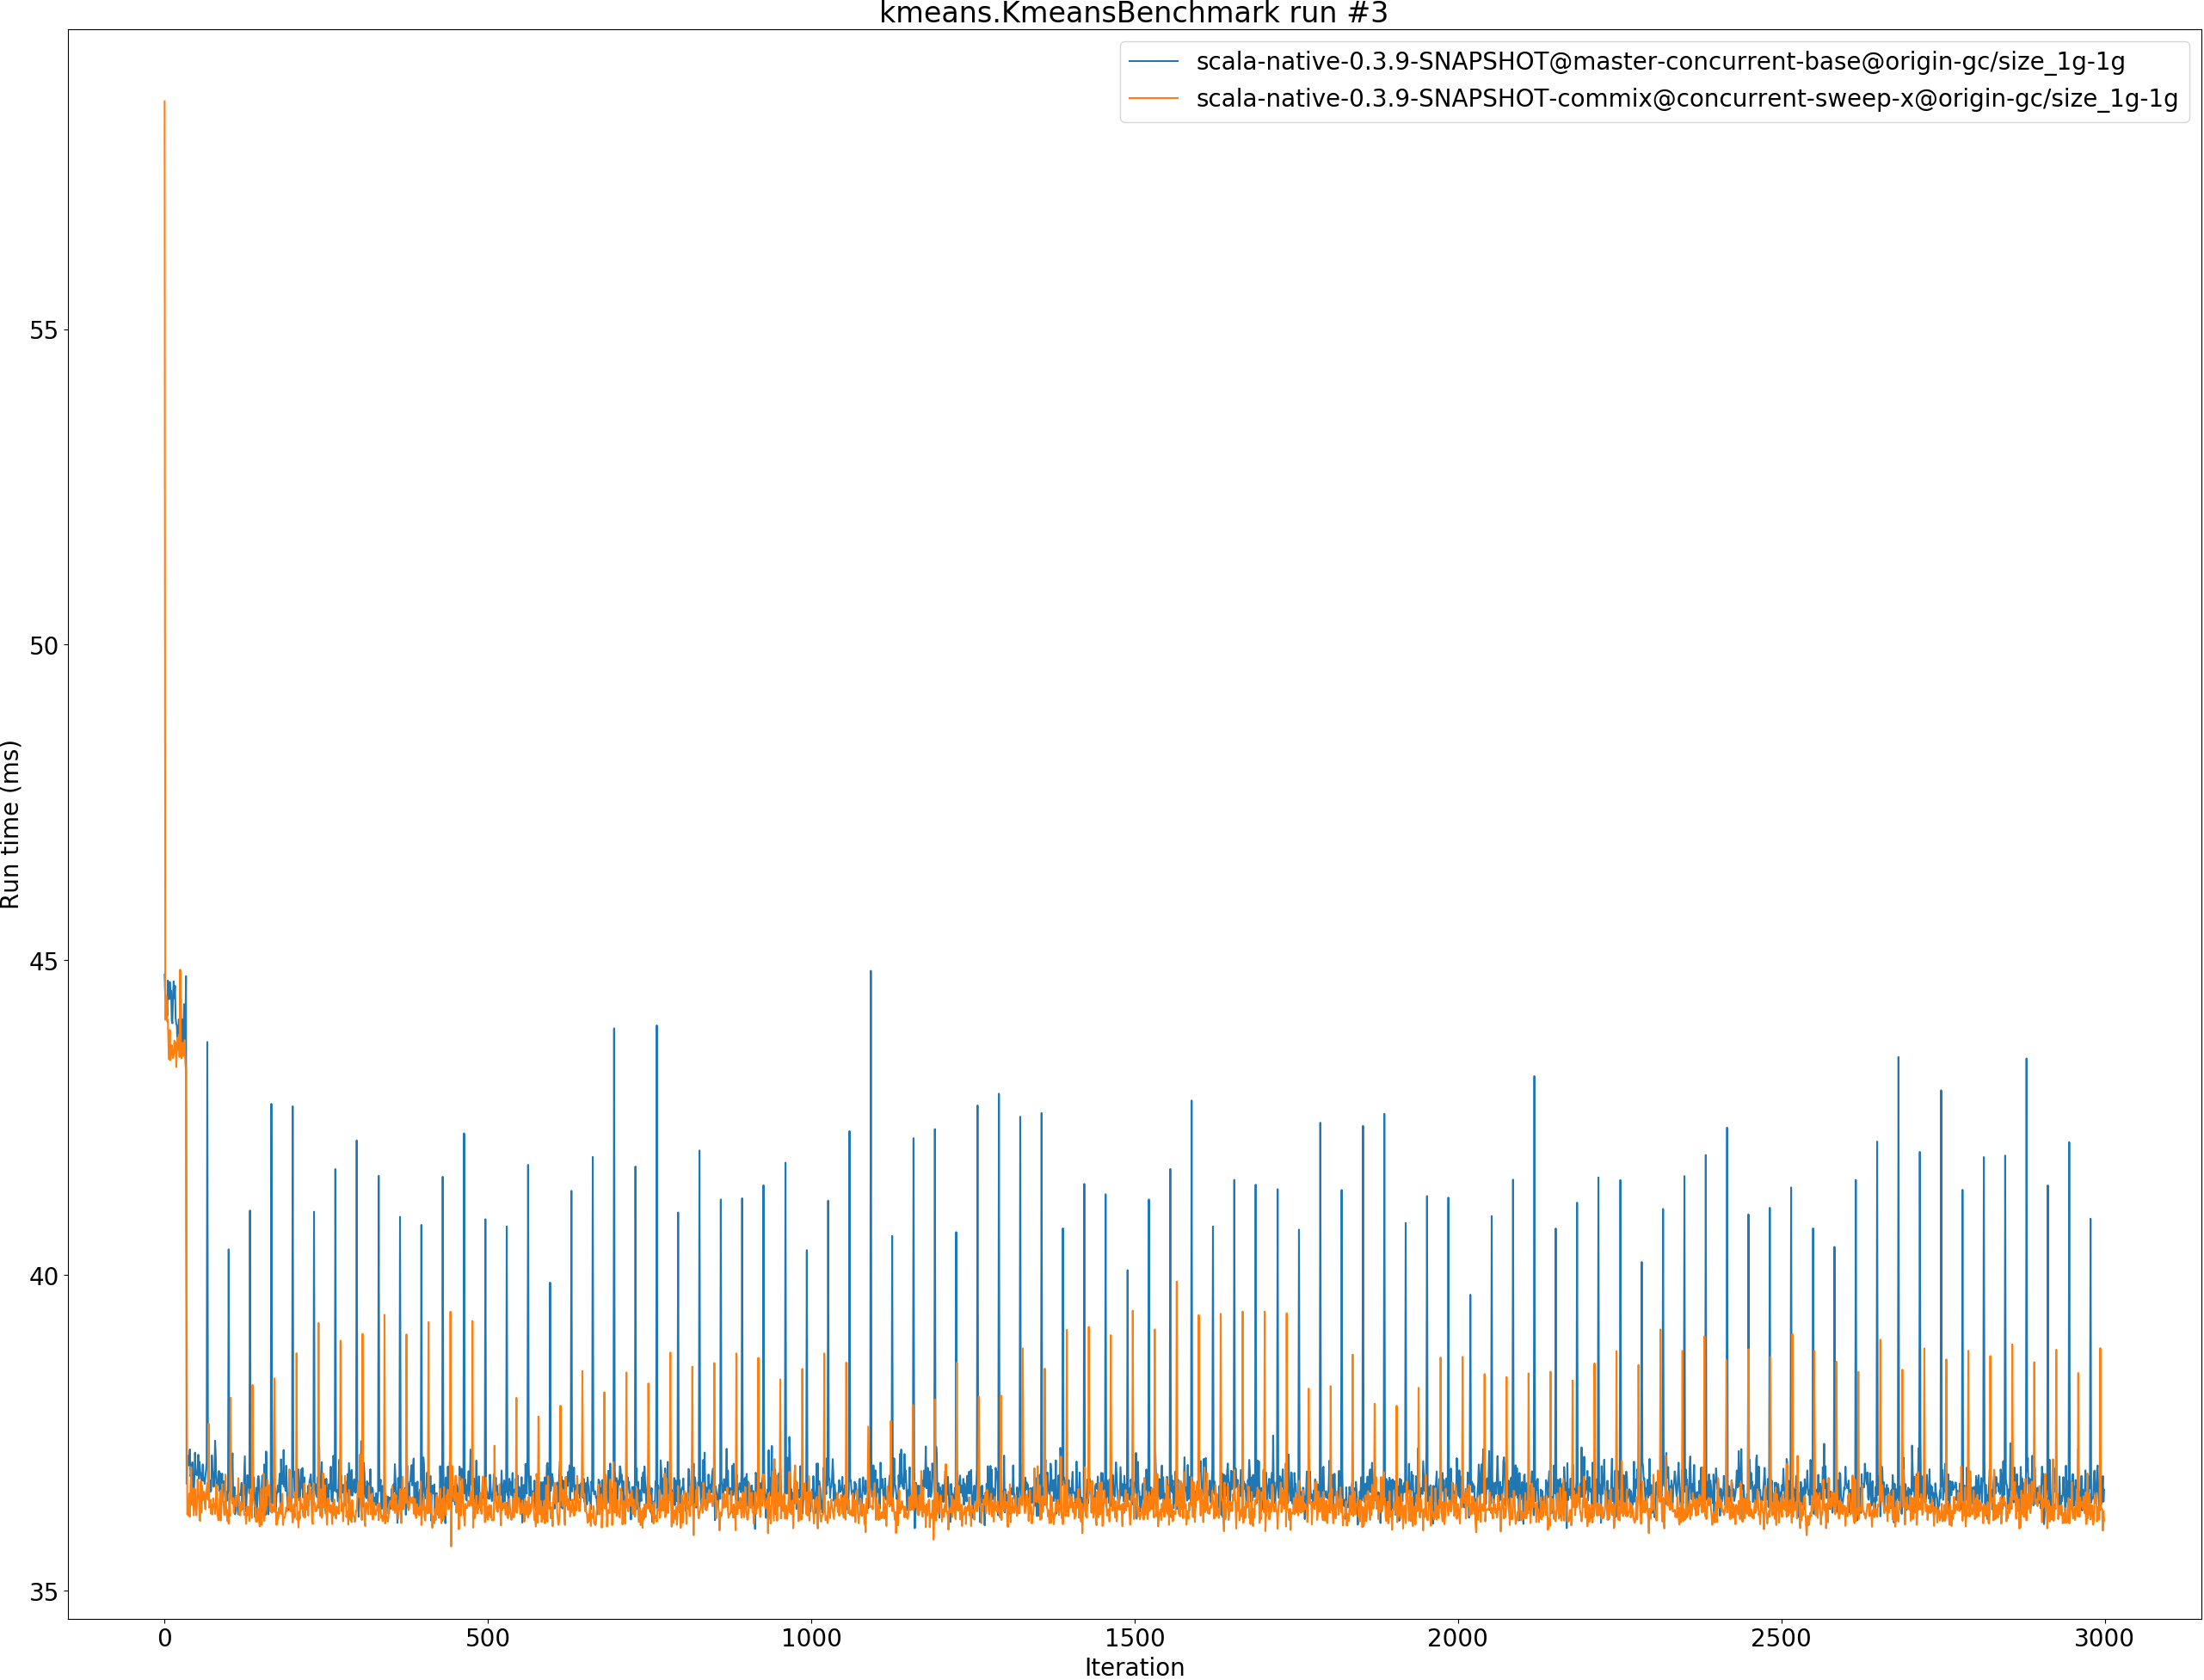 kmeans.KmeansBenchmark run #3
scala-native-0.3.9-SNAPSHOT@master-concurrent-base@origin-gc/size_1g-1g
scala-native-0.3.9-SNAPSHOT-commix@concurrent-sweep-x@origin-gc/size_1g-1g
55
50
45
40
35
Run time (ms)
0 500 1000 1500 2000 2500 3000
Iteration